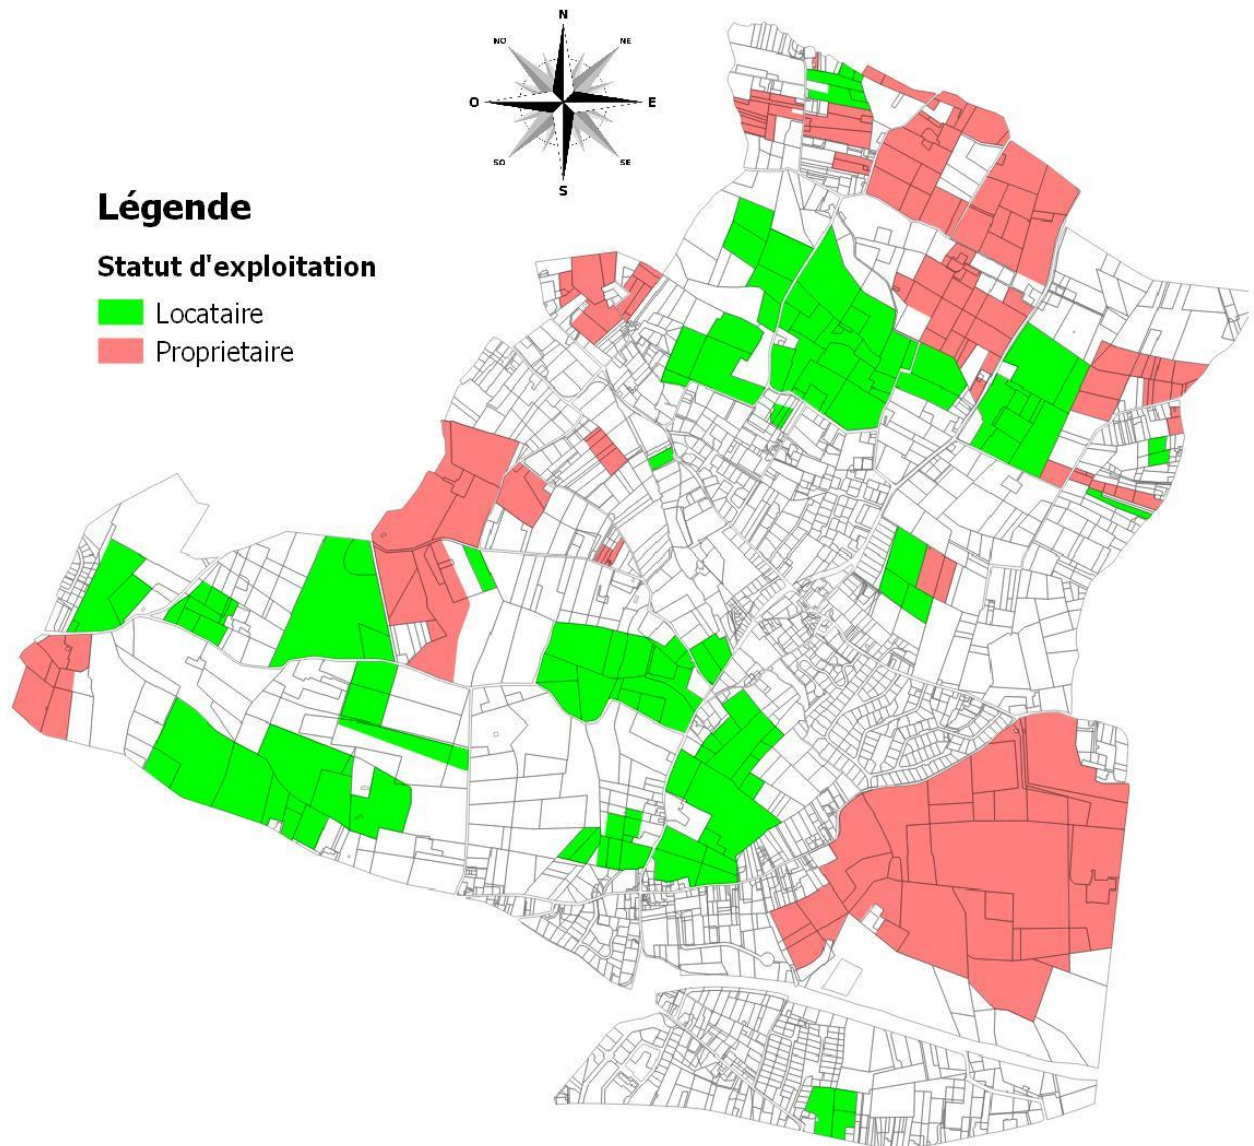 N
NO
NE
O
E
SO
SE
S
Légende
Statut d'exploitation
Locataire
Proprietaire